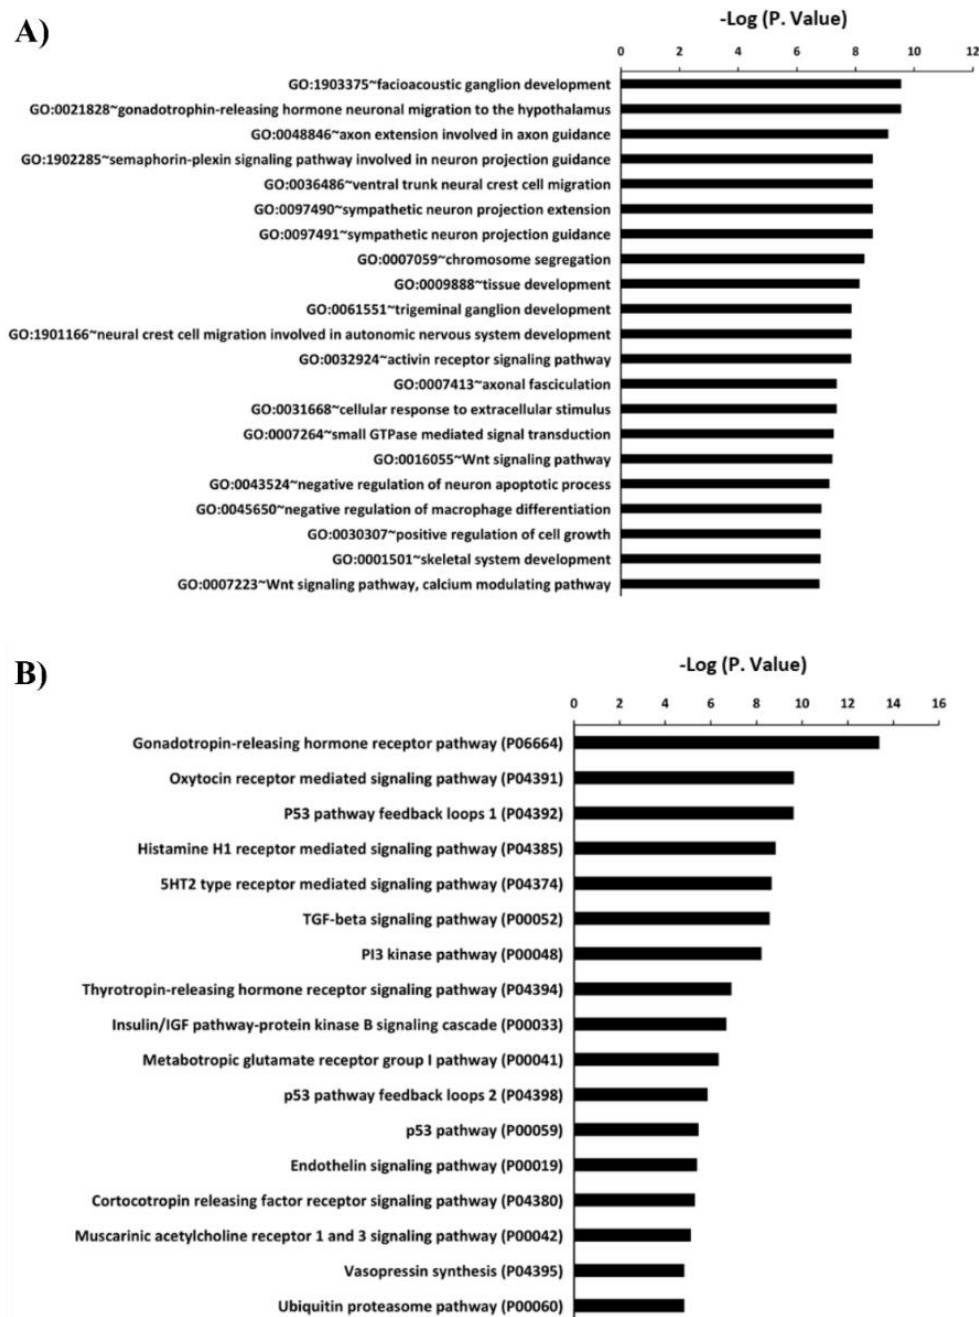 A)
-Log (P. Value)
0 2 4 6 8 10 12
GO:1903375~facioacoustic ganglion development
GO:0021828~gonadotrophin-releasing hormone neuronal migration to the hypothalamus
GO:0048846~axon extension involved in axon guidance
GO:1902285~semaphorin-plexin signaling pathway involved in neuron projection guidance
GO:0036486~ventral trunk neural crest cell migration
GO:0097490~sympathetic neuron projection extension
GO:0097491~sympathetic neuron projection guidance
GO:0007059~chromosome segregation
GO:0009888~tissue development
GO:0061551~trigeminal ganglion development
GO:1901166~neural crest cell migration involved in autonomic nervous system development
GO:0032924~activin receptor signaling pathway
GO:0007413~axonal fasciculation
GO:0031668~cellular response to extracellular stimulus
GO:0007264~small GTPase mediated signal transduction
GO:0016055~Wnt signaling pathway
GO:0043524~negative regulation of neuron apoptotic process
GO:0045650~negative regulation of macrophage differentiation
GO:0030307~positive regulation of cell growth
GO:0001501~skeletal system development
GO:0007223~Wnt signaling pathway, calcium modulating pathway
B)
-Log (P. Value)
0 2 4 6 8 10 12 14 16
Gonadotropin-releasing hormone receptor pathway (P06664)
Oxytocin receptor mediated signaling pathway (P04391)
P53 pathway feedback loops 1 (P04392)
Histamine H1 receptor mediated signaling pathway (P04385)
5HT2 type receptor mediated signaling pathway (P04374)
TGF-beta signaling pathway (P00052)
PI3 kinase pathway (P00048)
Thyrotropin-releasing hormone receptor signaling pathway (P04394)
Insulin/IGF pathway-protein kinase B signaling cascade (P00033)
Metabotropic glutamate receptor group I pathway (P00041)
p53 pathway feedback loops 2 (P04398)
p53 pathway (P00059)
Endothelin signaling pathway (P00019)
Cortocotropin releasing factor receptor signaling pathway (P04380)
Muscarinic acetylcholine receptor 1 and 3 signaling pathway (P00042)
Vasopressin synthesis (P04395)
Ubiquitin proteasome pathway (P00060)